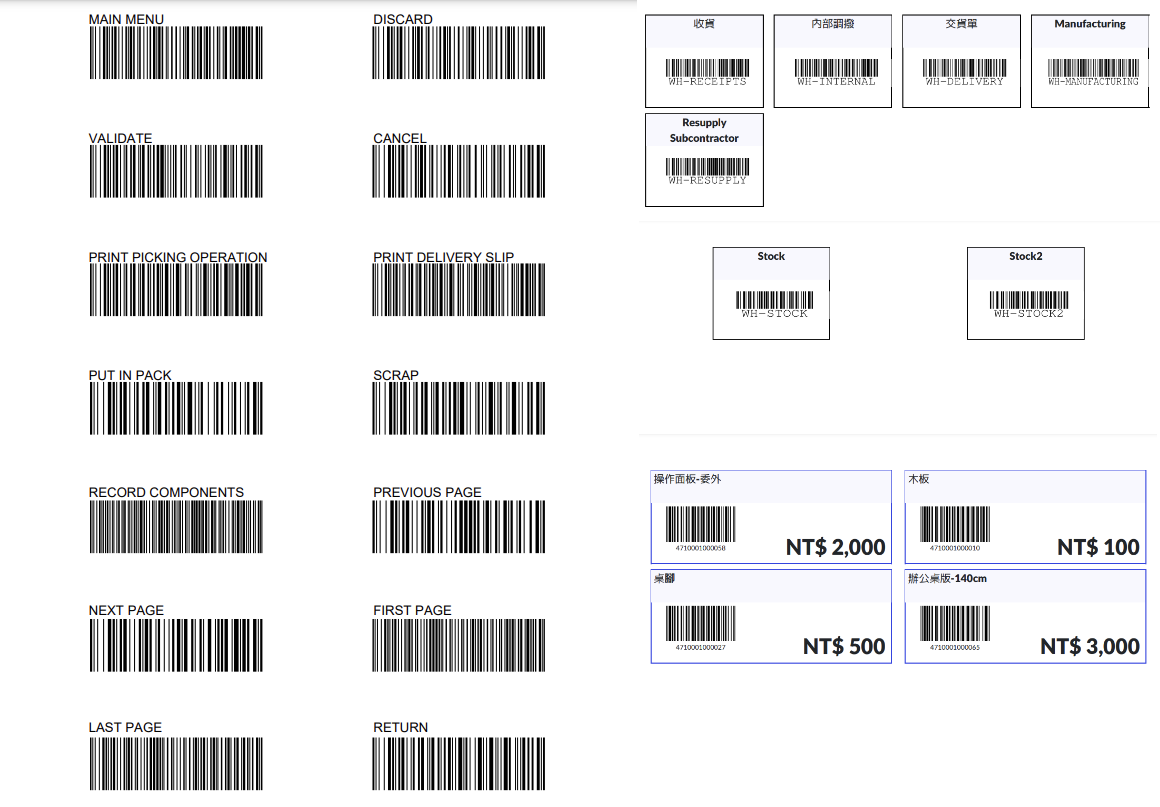 MAIN MENU
DISCARD
VALIDATE
CANCEL
PRINT PICKING OPERATION
PRINT DELIVERY SLIP
PUT IN PACK
SCRAP
RECORD COMPONENTS
PREVIOUS PAGE
NEXT PAGE
FIRST PAGE
LAST PAGE
RETURN
收貨
WH-RECEIPTS
內部調撥
WH-INTERNAL
交貨單
WH-DELIVERY
Manufacturing
WH-MANUFACTURING
Resupply
Subcontractor
WH-RESUPPLY
Stock
WH-STOCK
Stock2
WH-STOCK2
操作面板-委外
4710001000058
NT$ 2,000
木板
4710001000010
NT$ 100
桌腳
4710001000027
NT$ 500
辦公桌版-140cm
4710001000065
NT$ 3,000